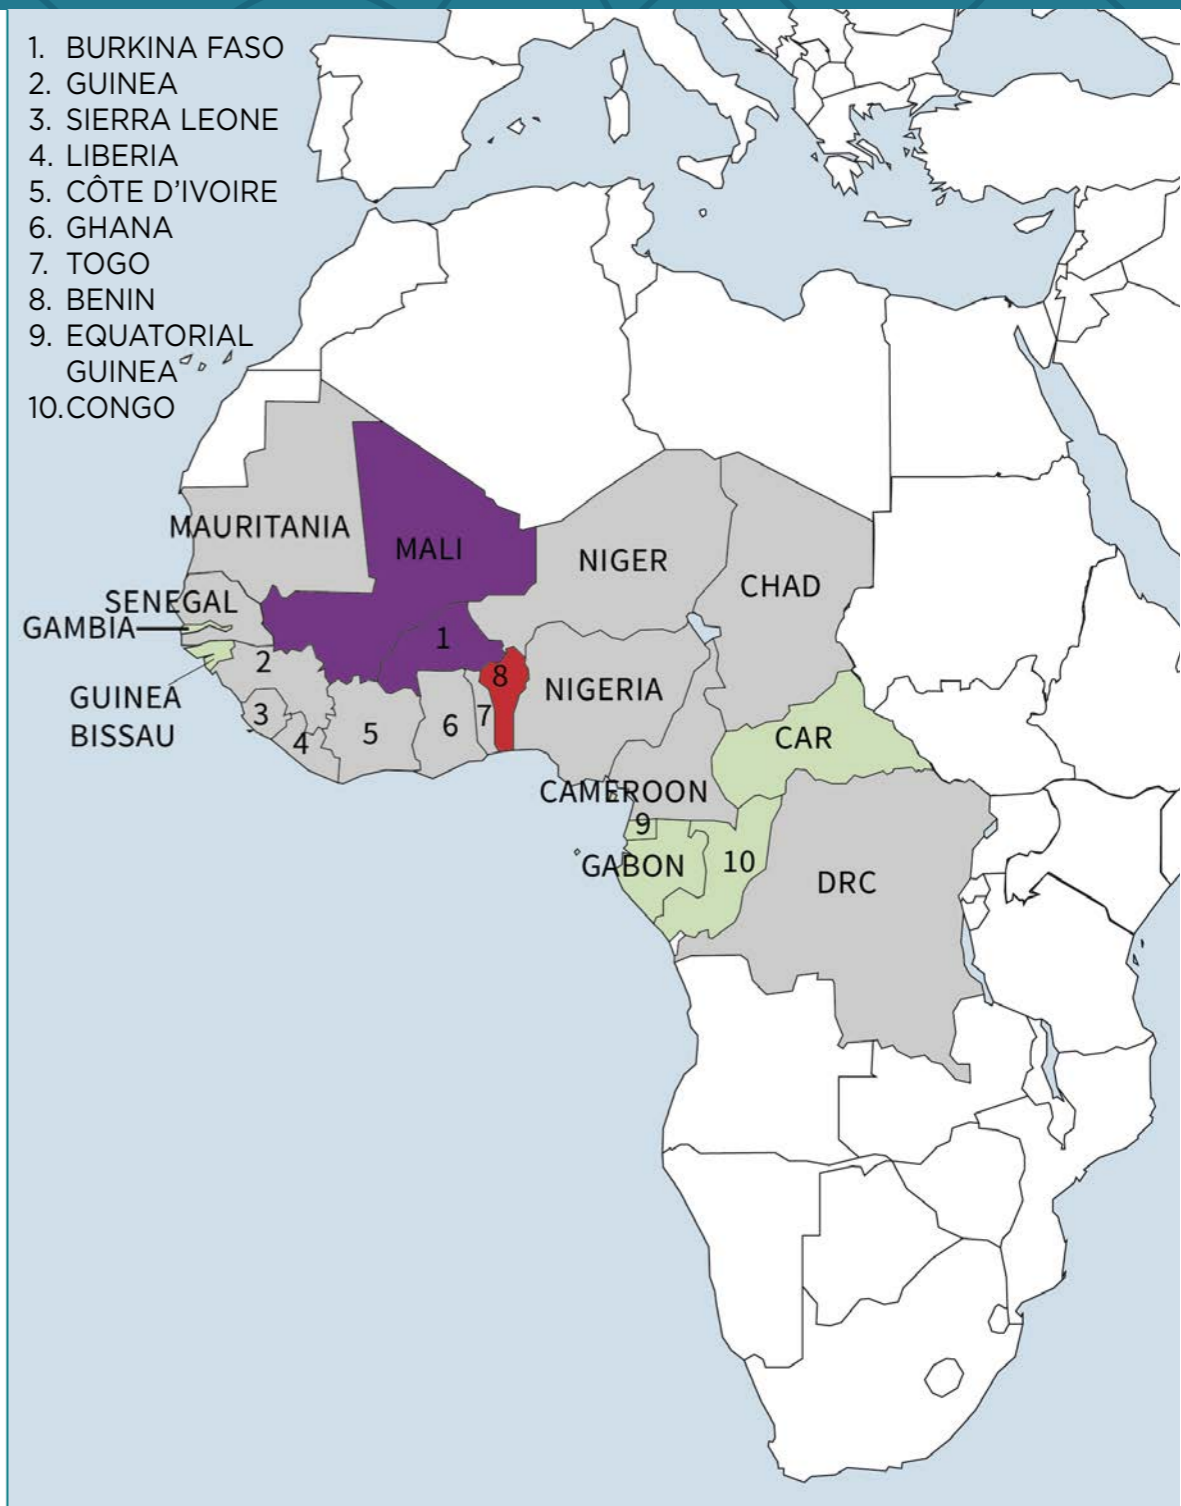 1. BURKINA FASO
2. GUINEA
3. SIERRA LEONE
4. LIBERIA
5. CÔTE D’IVOIRE
6. GHANA
7. TOGO
8. BENIN
9. EQUATORIAL
GUINEA
10.CONGO
MAURITANIA
MALI
NIGER
CHAD
SENEGAL
GAMBIA
1
2
8
NIGERIA
GUINEA
BISSAU
3
4
5
6
7
CAR
CAMEROON
9
GABON
10
DRC